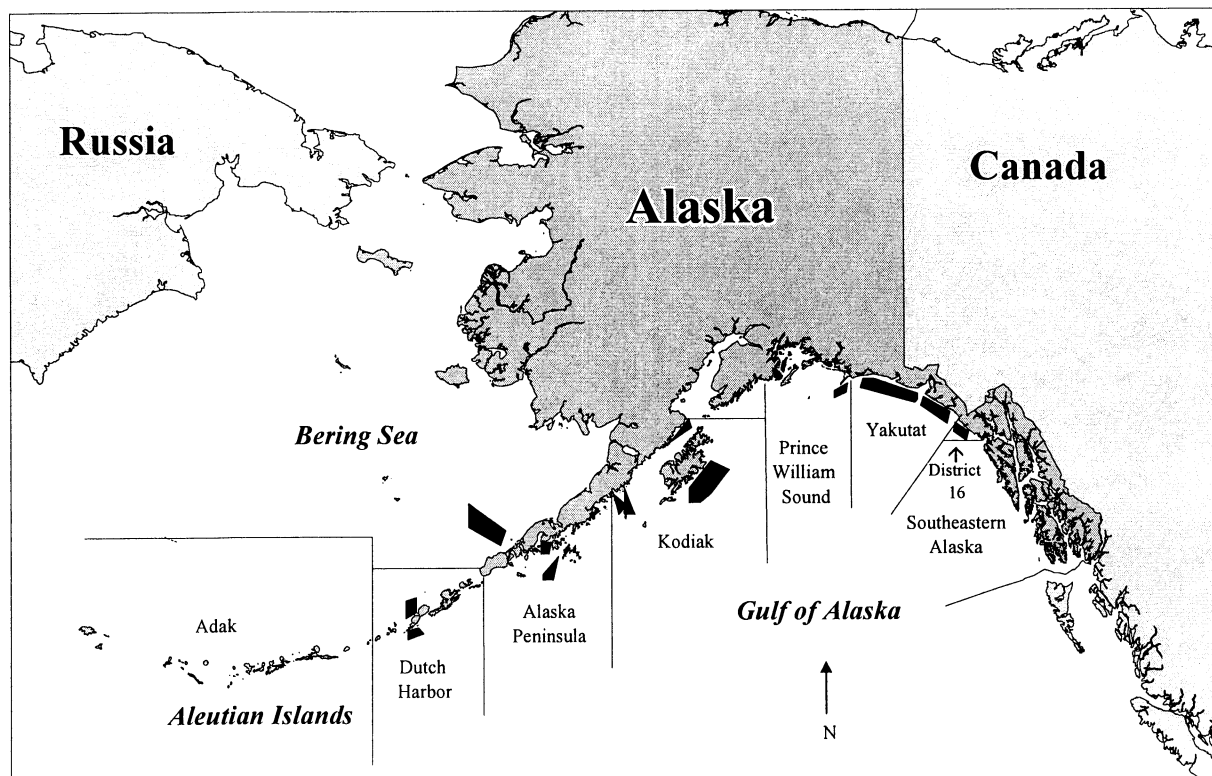 Russia
Alaska
Canada
Bering Sea
Yakutat
Prince
William
Sound
District
16
Southeastern
Alaska
Kodiak
Gulf of Alaska
Adak
Alaska
Peninsula
Dutch
Harbor
Aleutian Islands
N